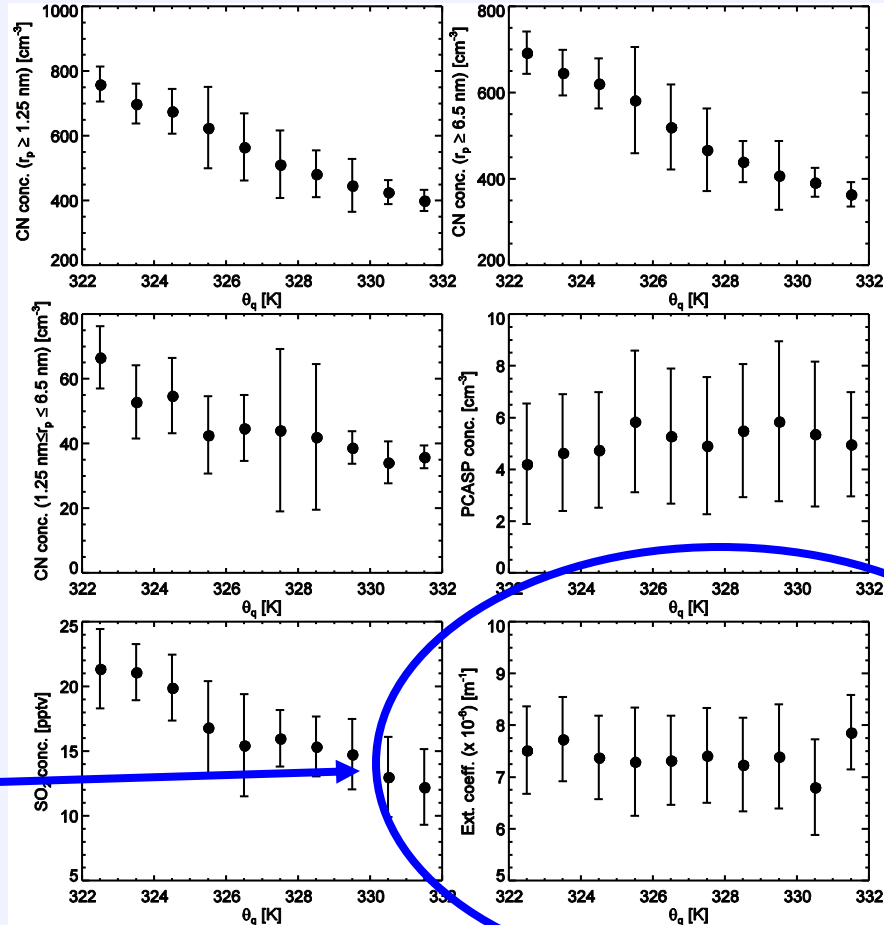 1000
800
600
400
200
CN conc. (rₚ ≥ 1.25 nm) [cm⁻³]
322 324 326 328 330 332
θq [K]
800
600
400
200
CN conc. (rₚ ≥ 6.5 nm) [cm⁻³]
322 324 326 328 330 332
θq [K]
80
60
40
20
0
CN conc. (1.25 nm≤rₚ ≤ 6.5 nm) [cm⁻³]
322 324 326 328 330 332
θq [K]
10
8
6
4
2
0
PCASP conc. [cm⁻³]
322 324 326 328 330 332
θq [K]
25
20
15
10
5
SO₂ conc. [pptv]
322 324 326 328 330 332
θq [K]
10
9
8
7
6
5
Ext. coeff. (x 10⁻⁶) [m⁻¹]
322 324 326 328 330 332
θq [K]